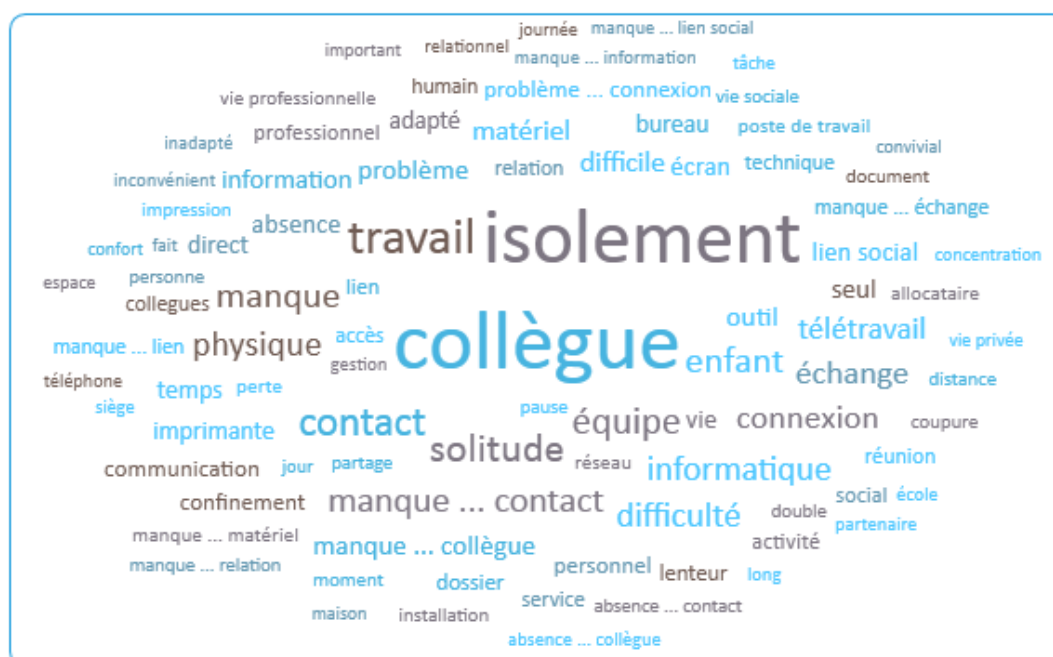 journée manque ... lien social
important relationnel manque ... information tâche
vie professionnelle humain problème ... connexion vie sociale
inadapté professionnel adapté matériel bureau poste de travail convivial
inconvénient information problème relation difficile écran technique document
impression absence travail isolement manque ... échange
confort fait direct lien social concentration
espace personne collegues manque lien seul allocataire
manque ... lien physique accès gestion collègue outil télétravail vie privée
téléphone temps perte enfant échange distance
siège imprimante contact pause équipe vie connexion coupure
communication jour partage solitude réseau informatique réunion
confinement manque ... contact difficulté double social école
manque ... matériel manque ... collègue activité partenaire
manque ... relation moment dossier personnel lenteur long
maison installation service absence ... contact
absence ... collègue